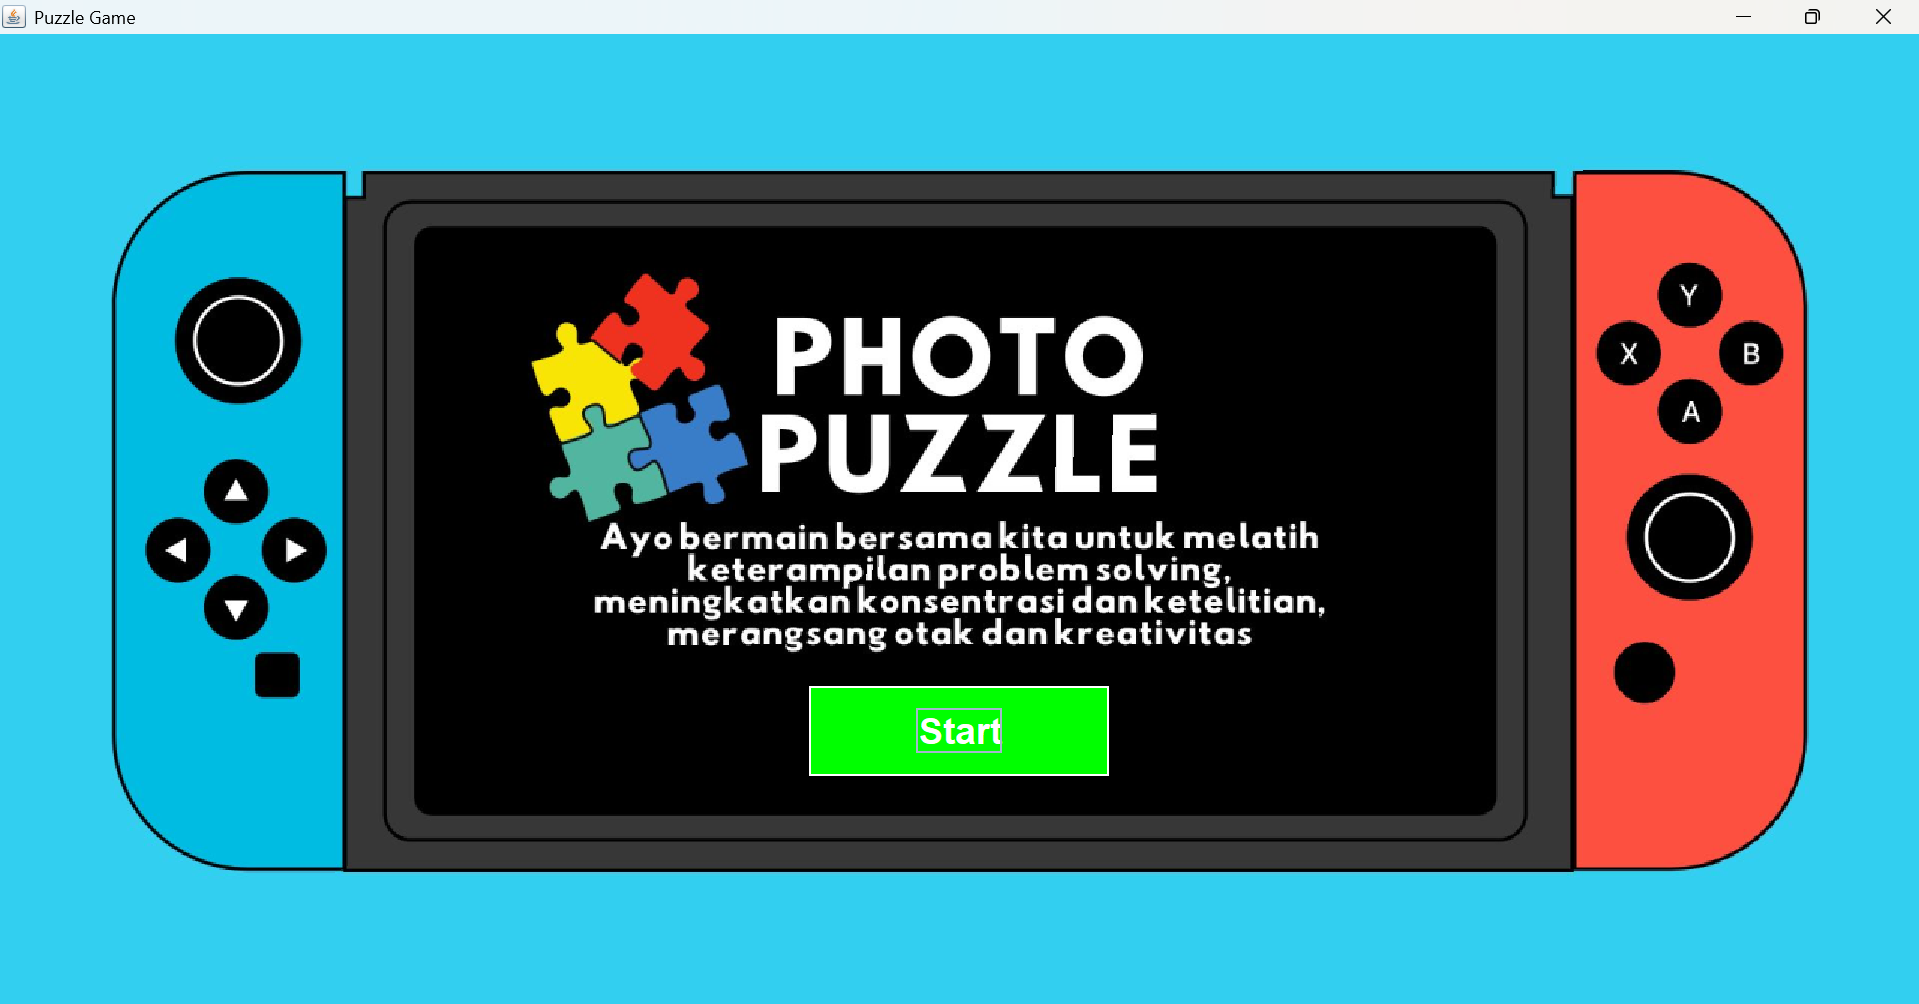 Puzzle Game
PHOTO
PUZZLE
Ayo bermain bersama kita untuk melatih
keterampilan problem solving,
meningkatkan konsentrasi dan ketelitian,
merangsang otak dan kreativitas
Start
Y
X
B
A